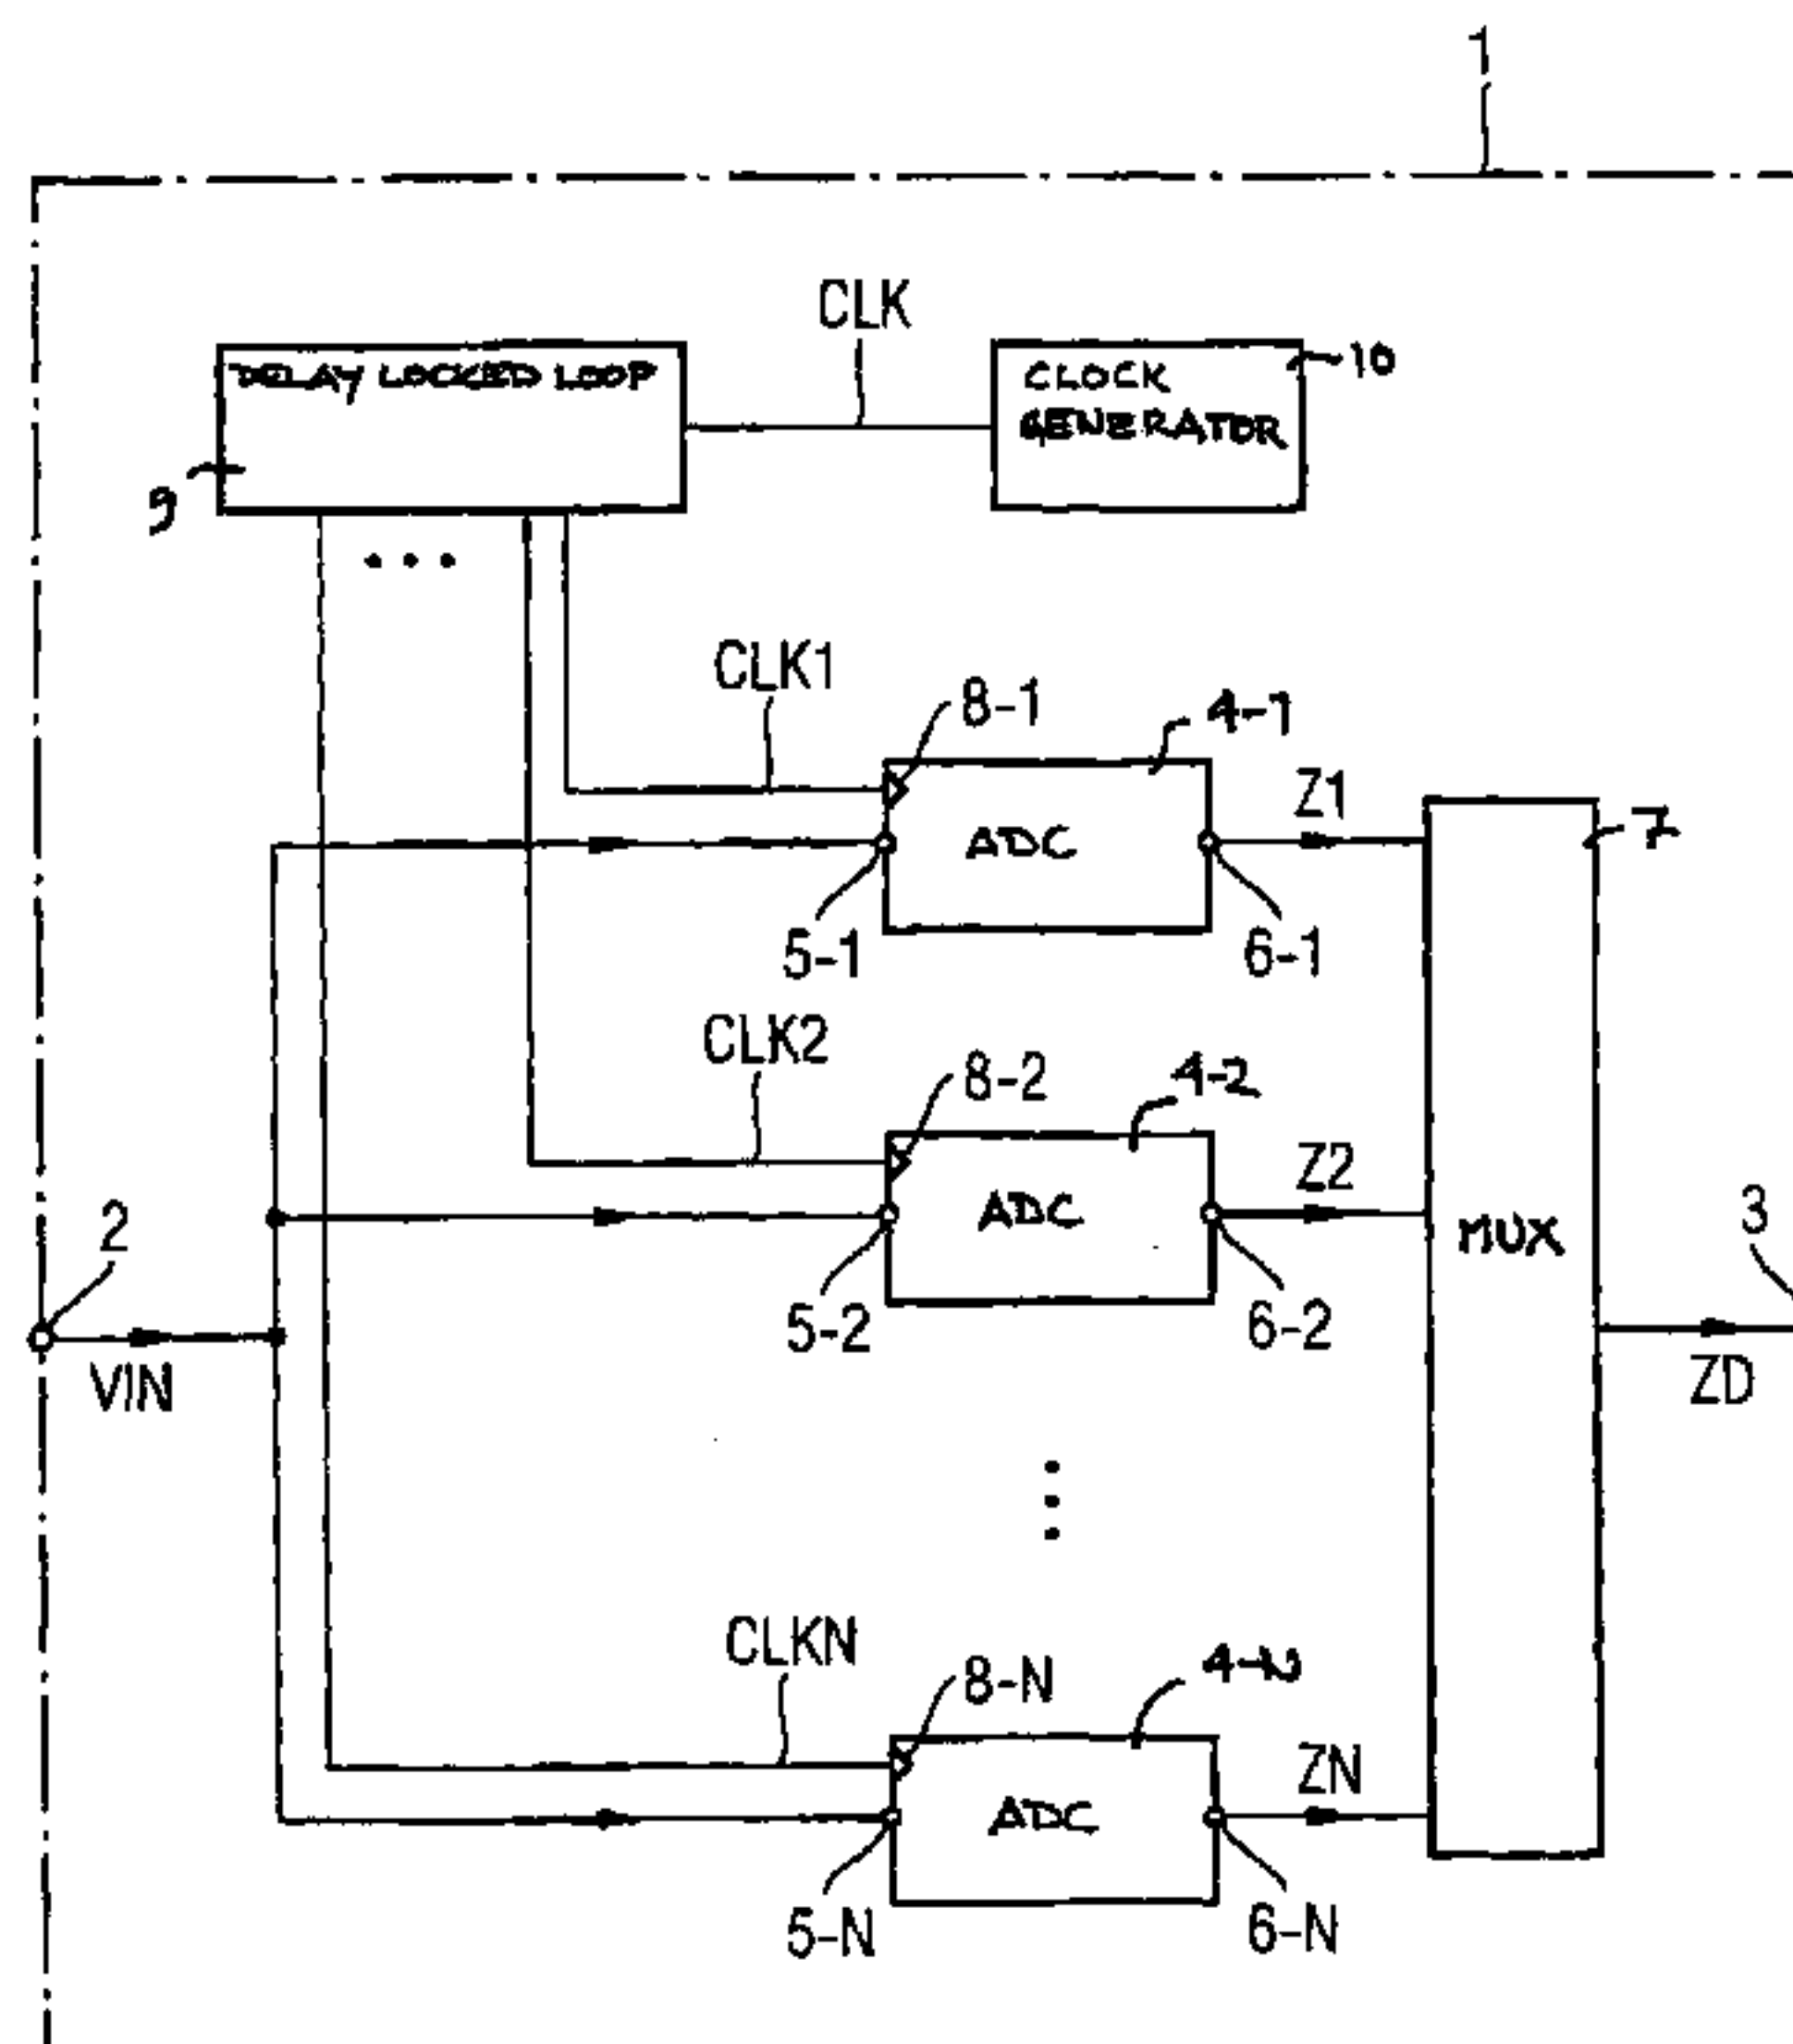 1
CLK
DELAY LOCKED LOOP
CLOCK
GENERATOR
10
9
CLK1
8-1
4-1
ADC
Z1
7
5-1
6-1
CLK2
8-2
4-2
ADC
Z2
MUX
2
3
5-2
6-2
VIN
ZD
CLKN
8-N
4-N
ADC
ZN
5-N
6-N